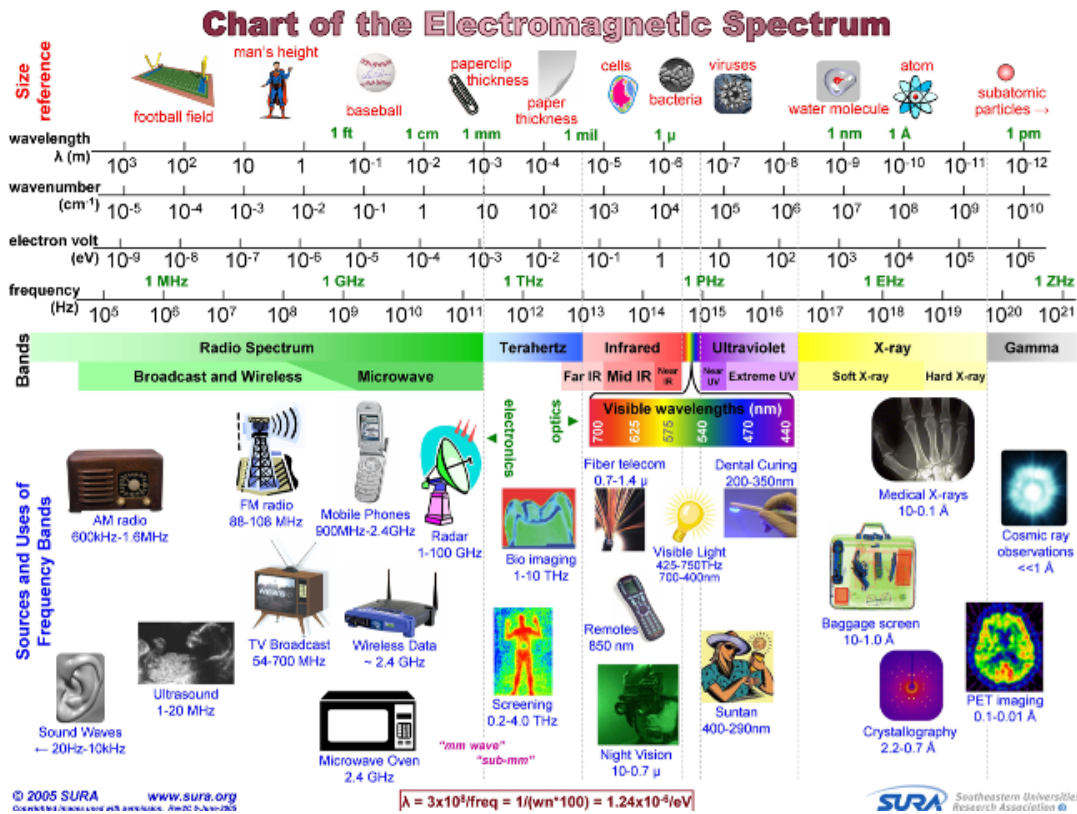 Chart of the Electromagnetic Spectrum
Size reference
football field
man's height
baseball
paperclip thickness
paper thickness
cells
bacteria
viruses
water molecule
atom
subatomic particles →
wavelength λ (m)
1 ft 1 cm 1 mm 1 mil 1 µ 1 nm 1 Å 1 pm
10³ 10² 10 1 10⁻¹ 10⁻² 10⁻³ 10⁻⁴ 10⁻⁵ 10⁻⁶ 10⁻⁷ 10⁻⁸ 10⁻⁹ 10⁻¹⁰ 10⁻¹¹ 10⁻¹²
wavenumber (cm⁻¹)
10⁻⁵ 10⁻⁴ 10⁻³ 10⁻² 10⁻¹ 1 10 10² 10³ 10⁴ 10⁵ 10⁶ 10⁷ 10⁸ 10⁹ 10¹⁰
electron volt (eV)
10⁻⁹ 10⁻⁸ 10⁻⁷ 10⁻⁶ 10⁻⁵ 10⁻⁴ 10⁻³ 10⁻² 10⁻¹ 1 10 10² 10³ 10⁴ 10⁵ 10⁶
1 MHz 1 GHz 1 THz 1 PHz 1 EHz 1 ZHz
frequency (Hz)
10⁵ 10⁶ 10⁷ 10⁸ 10⁹ 10¹⁰ 10¹¹ 10¹² 10¹³ 10¹⁴ 10¹⁵ 10¹⁶ 10¹⁷ 10¹⁸ 10¹⁹ 10²⁰ 10²¹
Bands
Radio Spectrum Terahertz Infrared Ultraviolet X-ray Gamma
Broadcast and Wireless Microwave Far IR Mid IR Near IR Near UV Extreme UV Soft X-ray Hard X-ray
electronics
optics
Visible wavelengths (nm)
700 625 575 540 470 440
Sources and Uses of Frequency Bands
AM radio
600kHz-1.6MHz
FM radio
88-108 MHz
Mobile Phones
900MHz-2.4GHz
Radar
1-100 GHz
Bio imaging
1-10 THz
Fiber telecom
0.7-1.4 µ
Visible Light
425-750THz
700-400nm
Dental Curing
200-350nm
Medical X-rays
10-0.1 Å
Cosmic ray
observations
<<1 Å
Sound Waves
← 20Hz-10kHz
Ultrasound
1-20 MHz
TV Broadcast
54-700 MHz
Wireless Data
~ 2.4 GHz
Microwave Oven
2.4 GHz
"mm wave"
"sub-mm"
Screening
0.2-4.0 THz
Remotes
850 nm
Night Vision
10-0.7 µ
Suntan
400-290nm
Baggage screen
10-1.0 Å
Crystallography
2.2-0.7 Å
PET imaging
0.1-0.01 Å
© 2005 SURA www.sura.org
Copyrighted images used with permission.
λ = 3x10⁸/freq = 1/(wn*100) = 1.24x10⁻⁶/eV
SURA
Southeastern Universities
Research Association